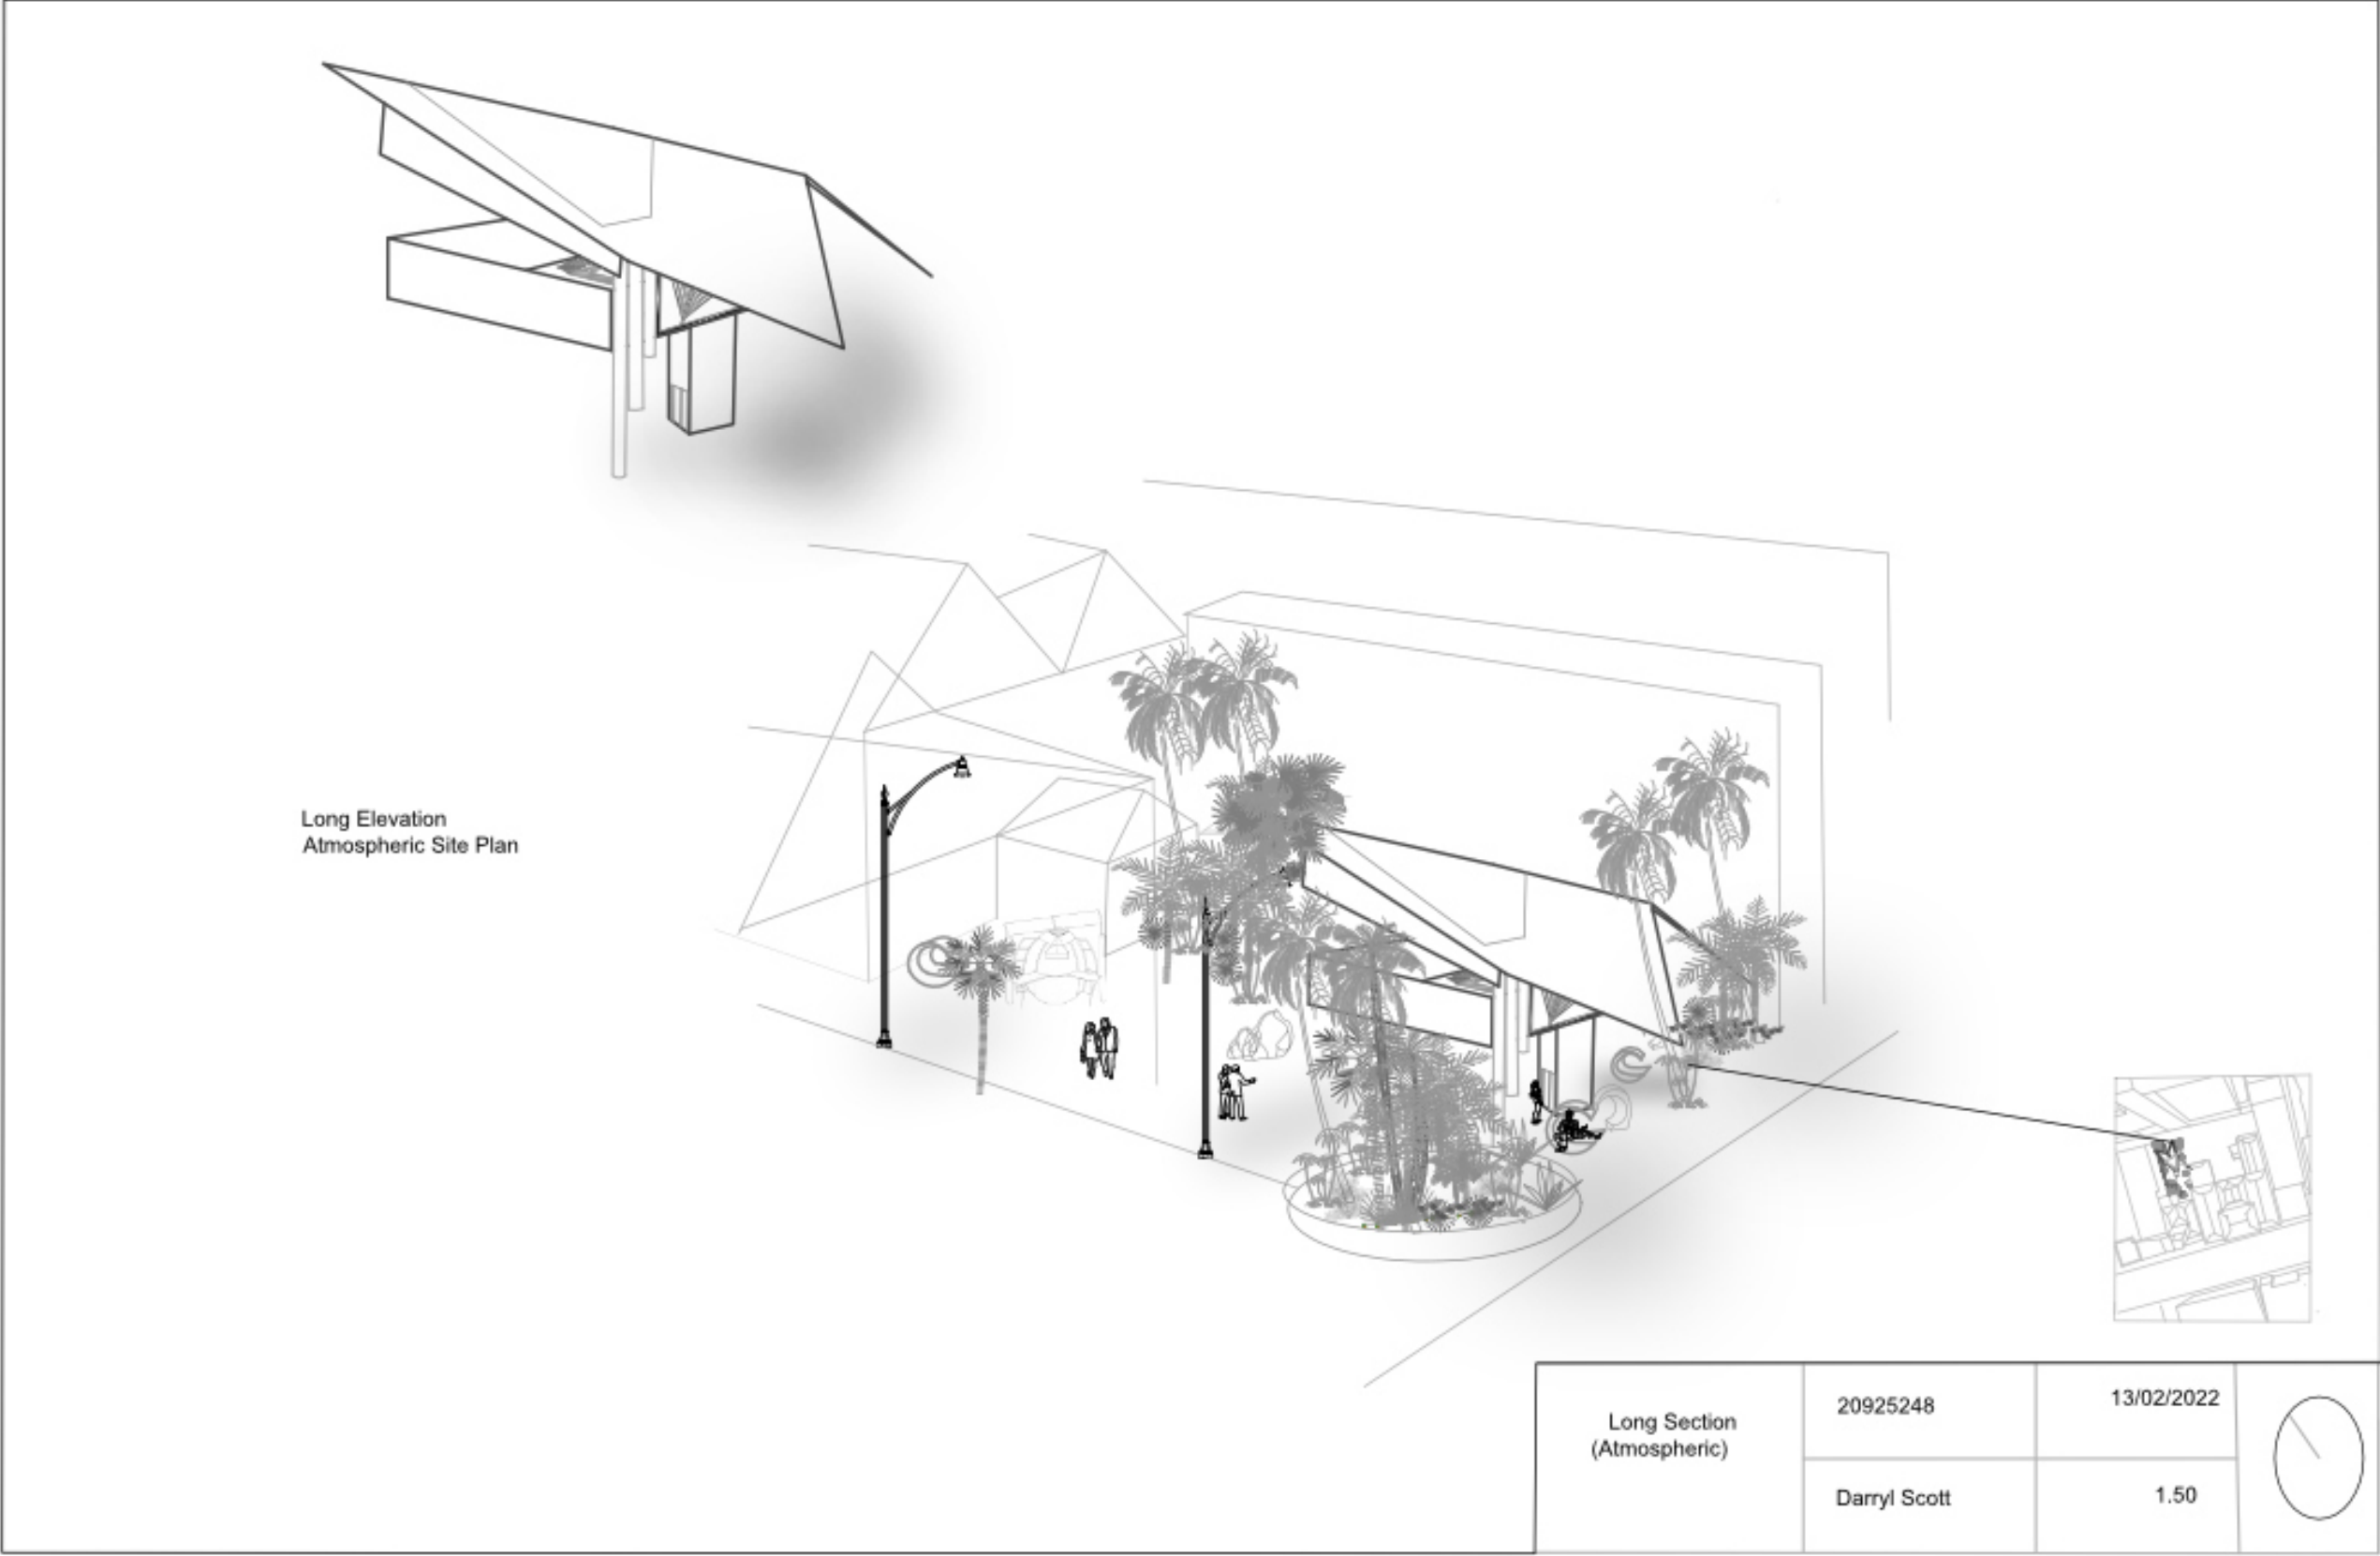 Long Elevation
Atmospheric Site Plan
Long Section
(Atmospheric)
20925248
13/02/2022
Darryl Scott
1.50